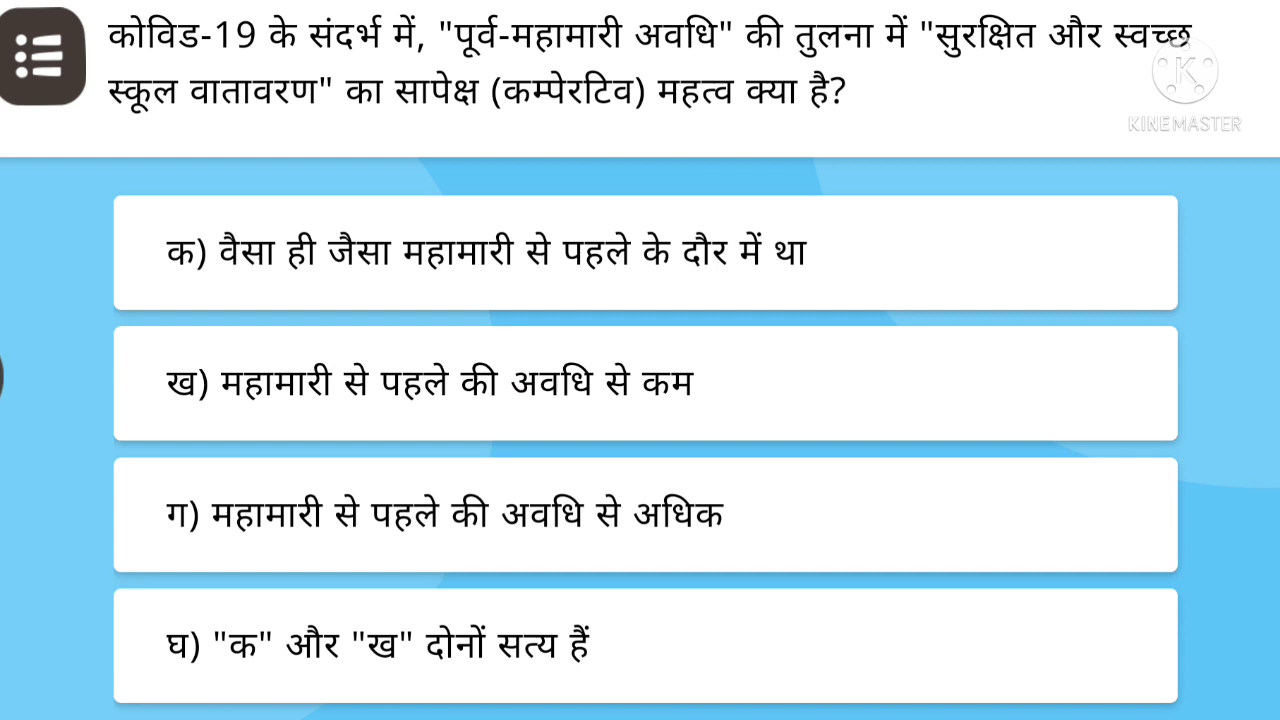 कोविड-19 के संदर्भ में, "पूर्व-महामारी अवधि" की तुलना में "सुरक्षित और स्वच्छ
स्कूल वातावरण" का सापेक्ष (कम्पेरटिव) महत्व क्या है?
K
KINEMASTER
क) वैसा ही जैसा महामारी से पहले के दौर में था
ख) महामारी से पहले की अवधि से कम
ग) महामारी से पहले की अवधि से अधिक
घ) "क" और "ख" दोनों सत्य हैं